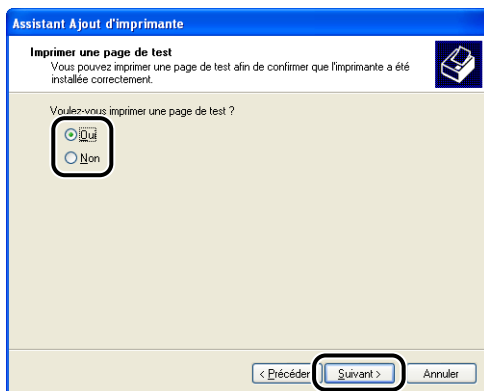 Assistant Ajout d'imprimante
Imprimer une page de test
Vous pouvez imprimer une page de test afin de confirmer que l'imprimante a été
installée correctement.
Voulez-vous imprimer une page de test ?
Oui
Non
< Précéder
Suivant >
Annuler